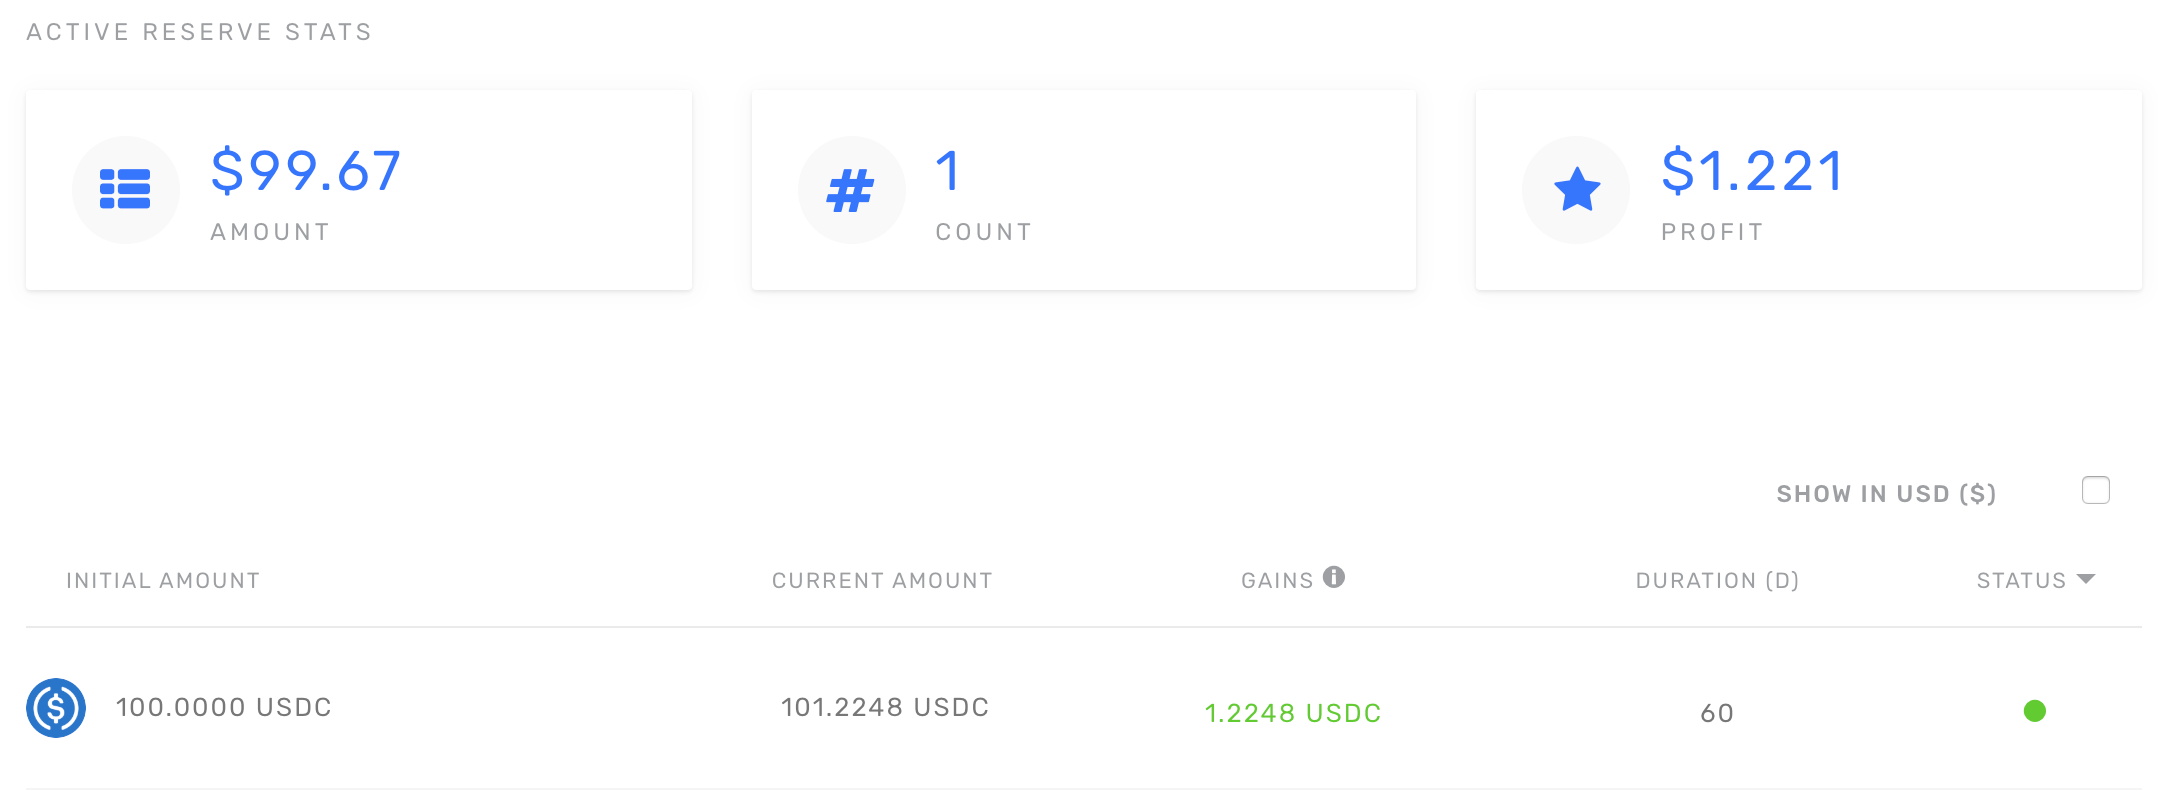 ACTIVE RESERVE STATS
$99.67
AMOUNT
1
COUNT
$1.221
PROFIT
SHOW IN USD ($)
INITIAL AMOUNT CURRENT AMOUNT GAINS DURATION (D) STATUS
100.0000 USDC 101.2248 USDC 1.2248 USDC 60